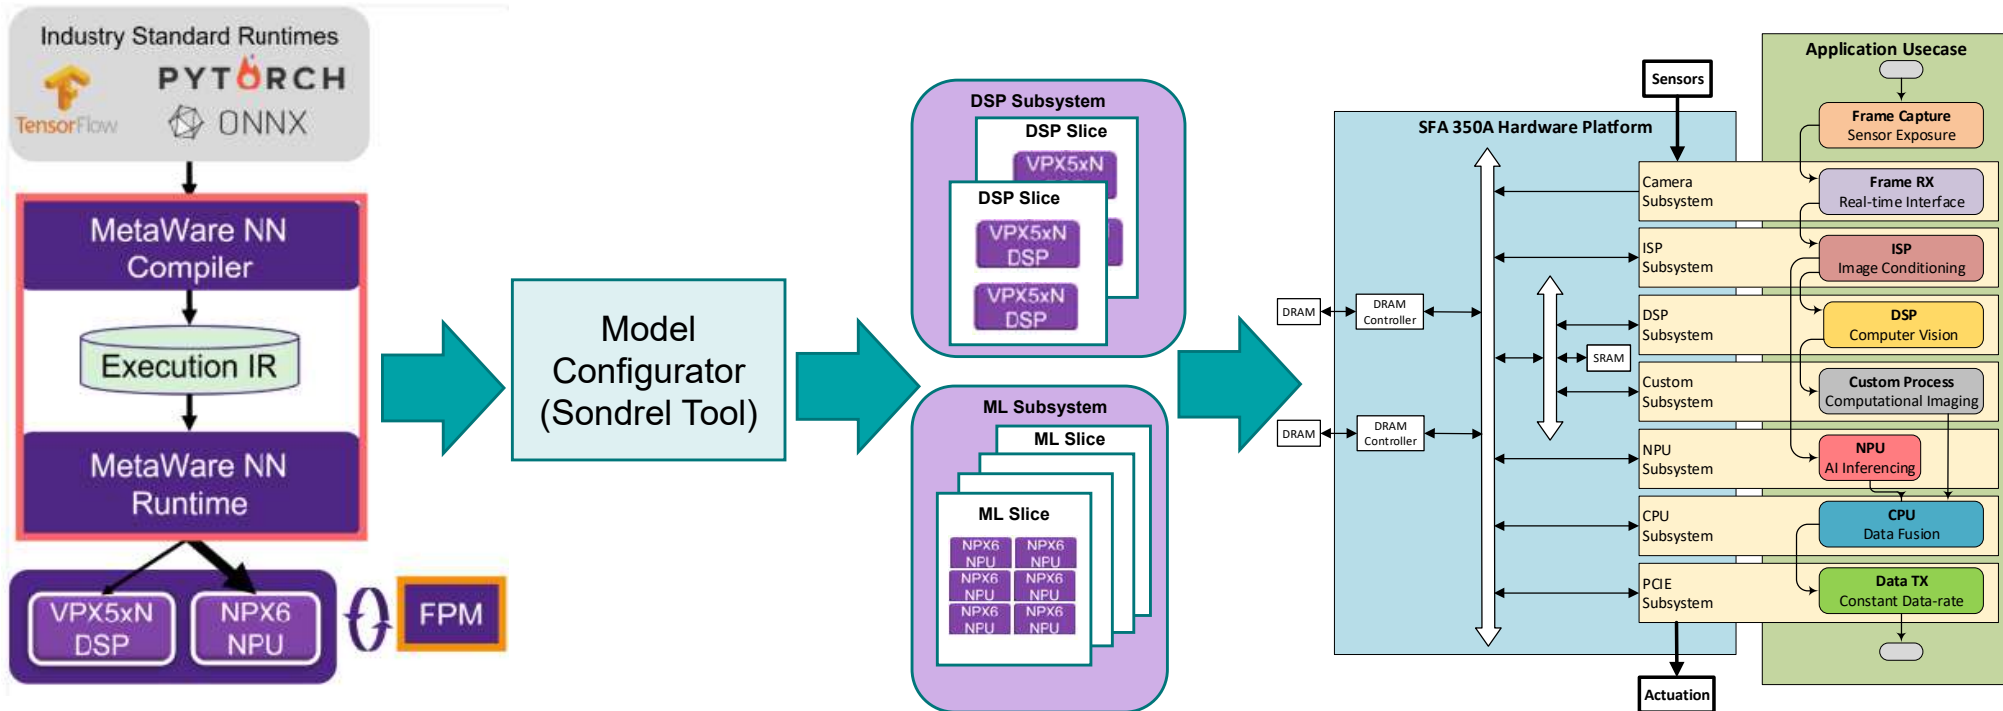 Industry Standard Runtimes
TensorFlow
PYTORCH
ONNX
MetaWare NN
Compiler
Execution IR
MetaWare NN
Runtime
VPX5xN
DSP
NPX6
NPU
FPM
Model
Configurator
(Sondrel Tool)
DSP Subsystem
DSP Slice
VPX5xN
DSP Slice
VPX5xN
DSP
VPX5xN
DSP
ML Subsystem
ML Slice
ML Slice
NPX6
NPU
NPX6
NPU
NPX6
NPU
NPX6
NPU
NPX6
NPU
NPX6
NPU
Sensors
SFA 350A Hardware Platform
DRAM
DRAM
Controller
DRAM
DRAM
Controller
SRAM
Camera
Subsystem
ISP
Subsystem
DSP
Subsystem
Custom
Subsystem
NPU
Subsystem
CPU
Subsystem
PCIE
Subsystem
Actuation
Application Usecase
Frame Capture
Sensor Exposure
Frame RX
Real-time Interface
ISP
Image Conditioning
DSP
Computer Vision
Custom Process
Computational Imaging
NPU
AI Inferencing
CPU
Data Fusion
Data TX
Constant Data-rate